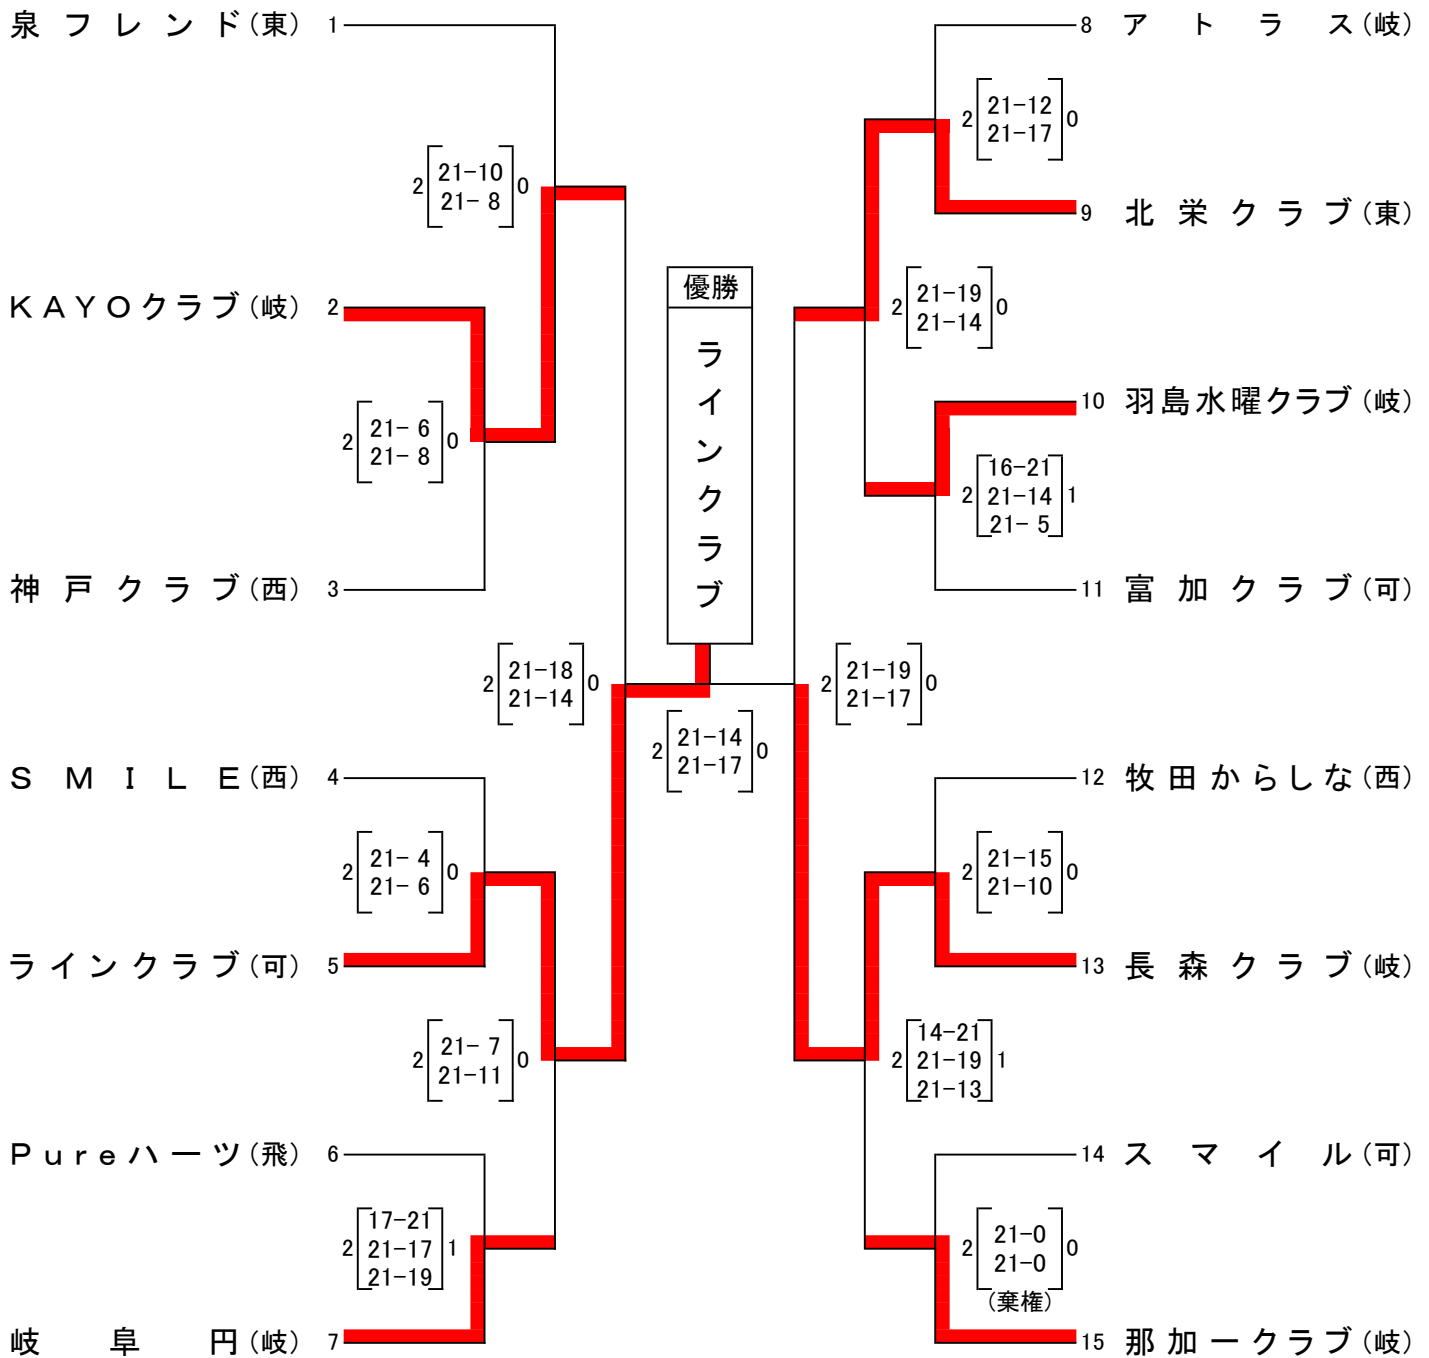 泉フレンド(東) 1
2 21-10 0
21- 8
KAYOクラブ(岐) 2
2 21- 6 0
21- 8
神戸クラブ(西) 3
2 21-18 0
21-14
SMILE(西) 4
2 21- 4 0
21- 6
ラインクラブ(可) 5
2 21- 7 0
21-11
Pureハーツ(飛) 6
17-21
2 21-17 1
21-19
岐阜円(岐) 7
優勝
ラインクラブ
2 21-14 0
21-17
8 アトラス(岐)
2 21-12 0
21-17
9 北栄クラブ(東)
2 21-19 0
21-14
10 羽島水曜クラブ(岐)
16-21
2 21-14 1
21- 5
11 富加クラブ(可)
2 21-19 0
21-17
12 牧田からしな(西)
2 21-15 0
21-10
13 長森クラブ(岐)
14-21
2 21-19 1
21-13
14 スマイル(可)
2 21-0 0
21-0
(棄権)
15 那加一クラブ(岐)